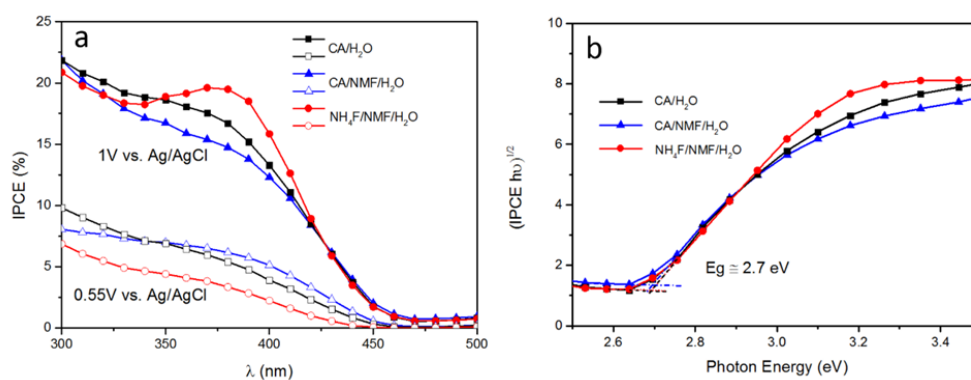 a
CA/H₂O
CA/NMF/H₂O
NH₄F/NMF/H₂O
1V vs. Ag/AgCl
0.55V vs. Ag/AgCl
IPCE (%)
25
20
15
10
5
0
300
350
400
450
500
λ (nm)
b
CA/H₂O
CA/NMF/H₂O
NH₄F/NMF/H₂O
Eg ≅ 2.7 eV
(IPCE hυ)¹ᐟ²
10
8
6
4
2
0
2.6
2.8
3.0
3.2
3.4
Photon Energy (eV)